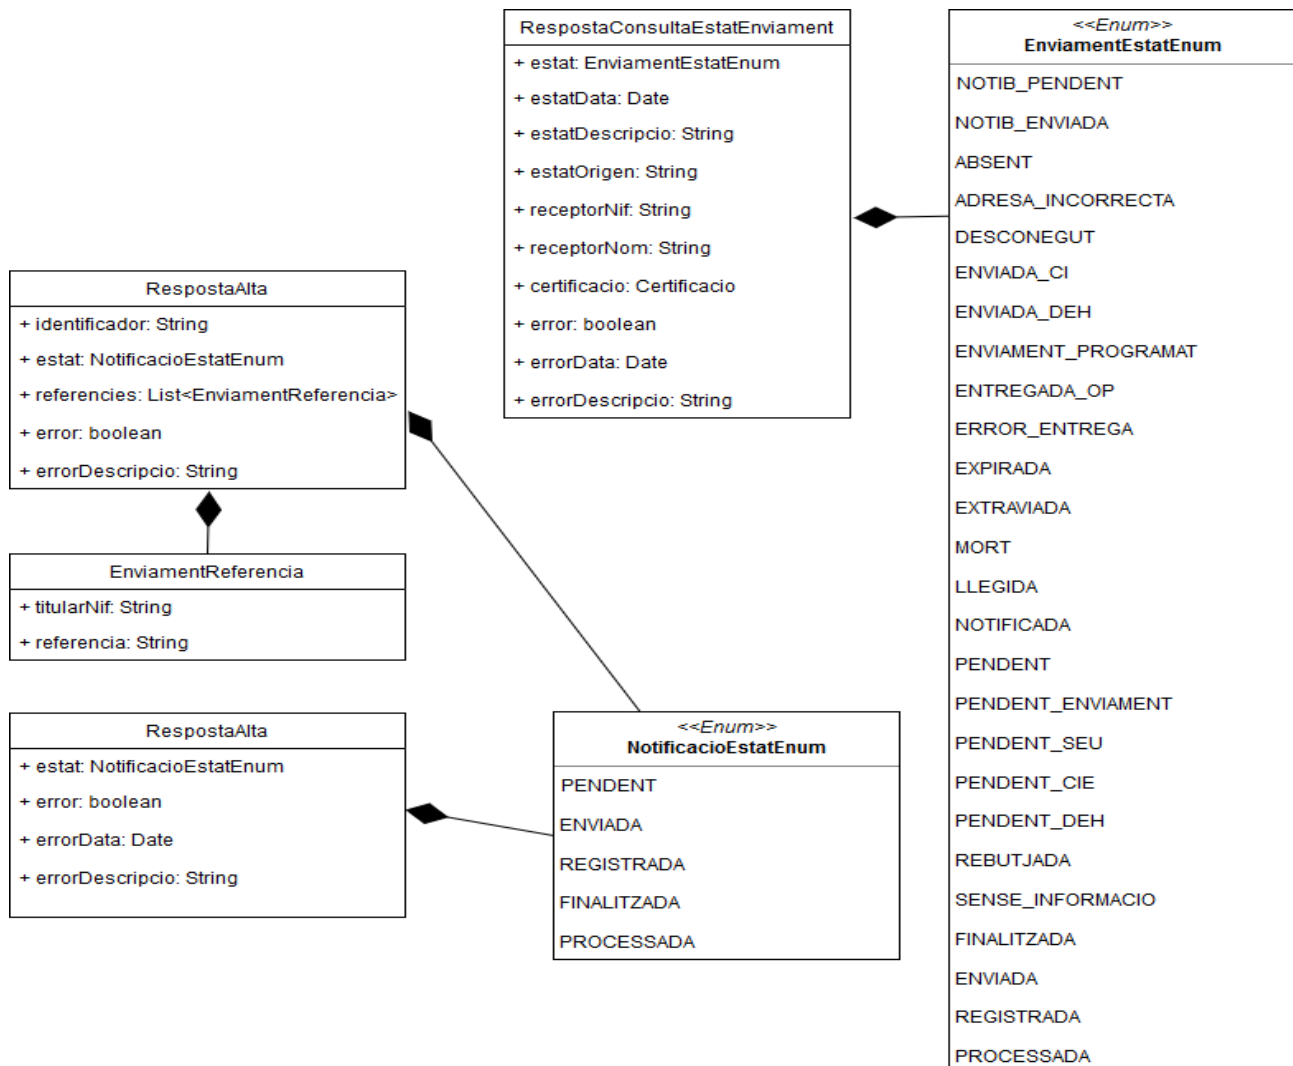 RespostaConsultaEstatEnviament
+ estat: EnviamentEstatEnum
+ estatData: Date
+ estatDescripcio: String
+ estatOrigen: String
+ receptorNif: String
+ receptorNom: String
+ certificacio: Certificacio
+ error: boolean
+ errorData: Date
+ errorDescripcio: String
<<Enum>>
EnviamentEstatEnum
NOTIB_PENDENT
NOTIB_ENVIADA
ABSENT
ADRESA_INCORRECTA
DESCONEGUT
ENVIADA_CI
ENVIADA_DEH
ENVIAMENT_PROGRAMAT
ENTREGADA_OP
ERROR_ENTREGA
EXPIRADA
EXTRAVIADA
MORT
LLEGIDA
NOTIFICADA
PENDENT
PENDENT_ENVIAMENT
PENDENT_SEU
PENDENT_CIE
PENDENT_DEH
REBUTJADA
SENSE_INFORMACIO
FINALITZADA
ENVIADA
REGISTRADA
PROCESSADA
RespostaAlta
+ identificador: String
+ estat: NotificacioEstatEnum
+ referencies: List<EnviamentReferencia>
+ error: boolean
+ errorDescripcio: String
EnviamentReferencia
+ titularNif: String
+ referencia: String
RespostaAlta
+ estat: NotificacioEstatEnum
+ error: boolean
+ errorData: Date
+ errorDescripcio: String
<<Enum>>
NotificacioEstatEnum
PENDENT
ENVIADA
REGISTRADA
FINALITZADA
PROCESSADA